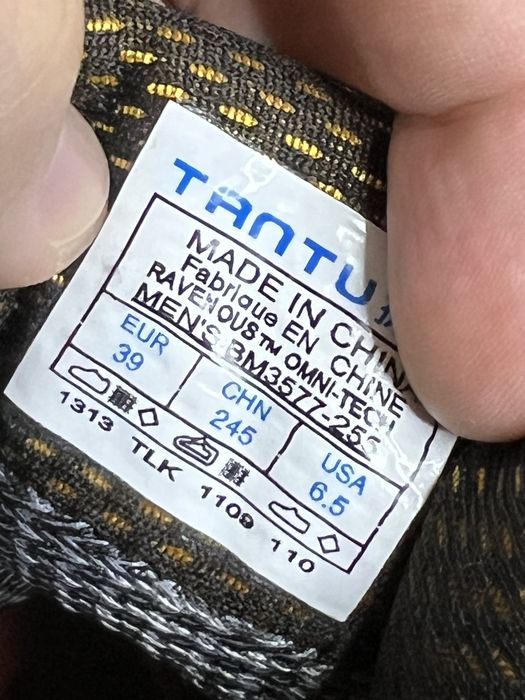 TANTU
MADE IN CHINA
Fabrique EN CHINE
RAVENOUS™ OMNI-TECH
MEN'S BM3577-255
EUR
39
CHN
245
USA
6.5
1313 TLK 1109 110